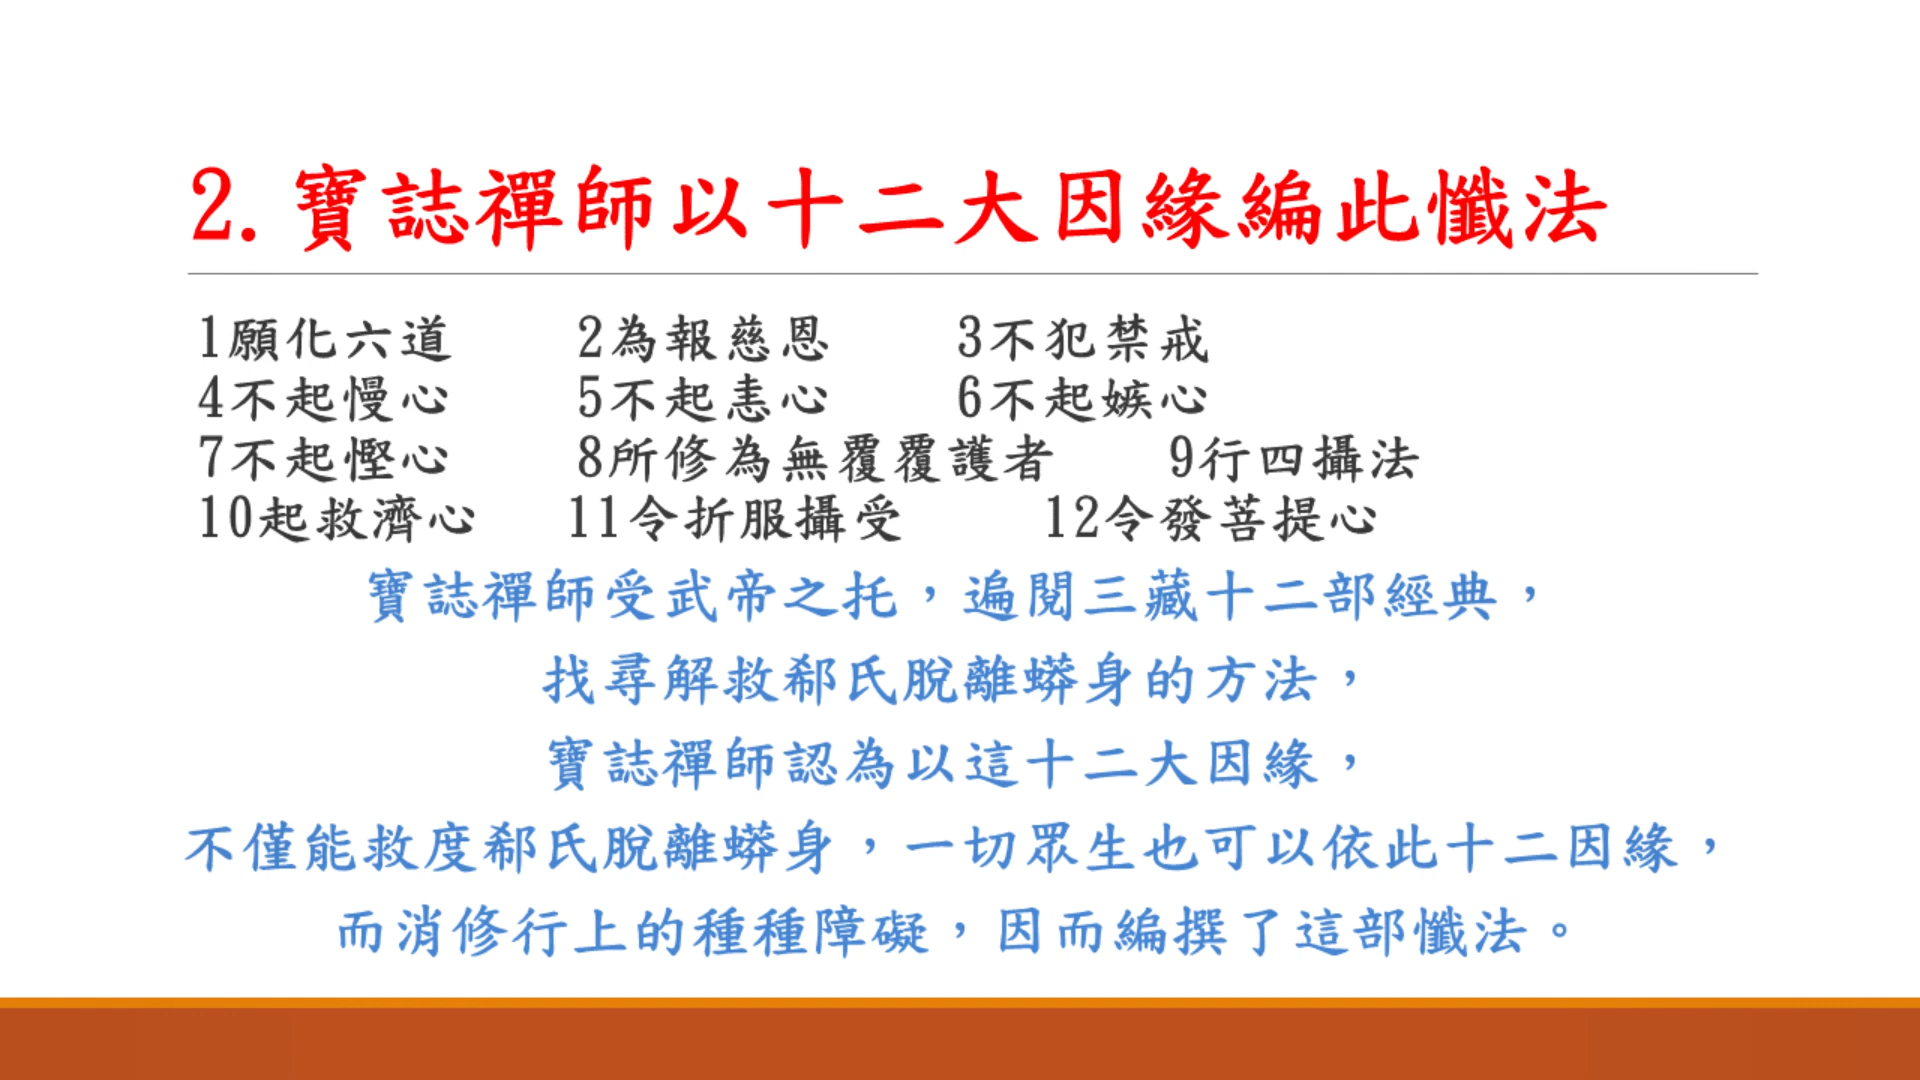 2.寶誌禪師以十二大因緣編此懺法
1願化六道 2為報慈恩 3不犯禁戒
4不起慢心 5不起恚心 6不起嫉心
7不起慳心 8所修為無覆覆護者 9行四攝法
10起救濟心 11令折服攝受 12令發菩提心
寶誌禪師受武帝之托，遍閱三藏十二部經典，
找尋解救郗氏脫離蟒身的方法，
寶誌禪師認為以這十二大因緣，
不僅能救度郗氏脫離蟒身，一切眾生也可以依此十二因緣，
而消修行上的種種障礙，因而編撰了這部懺法。